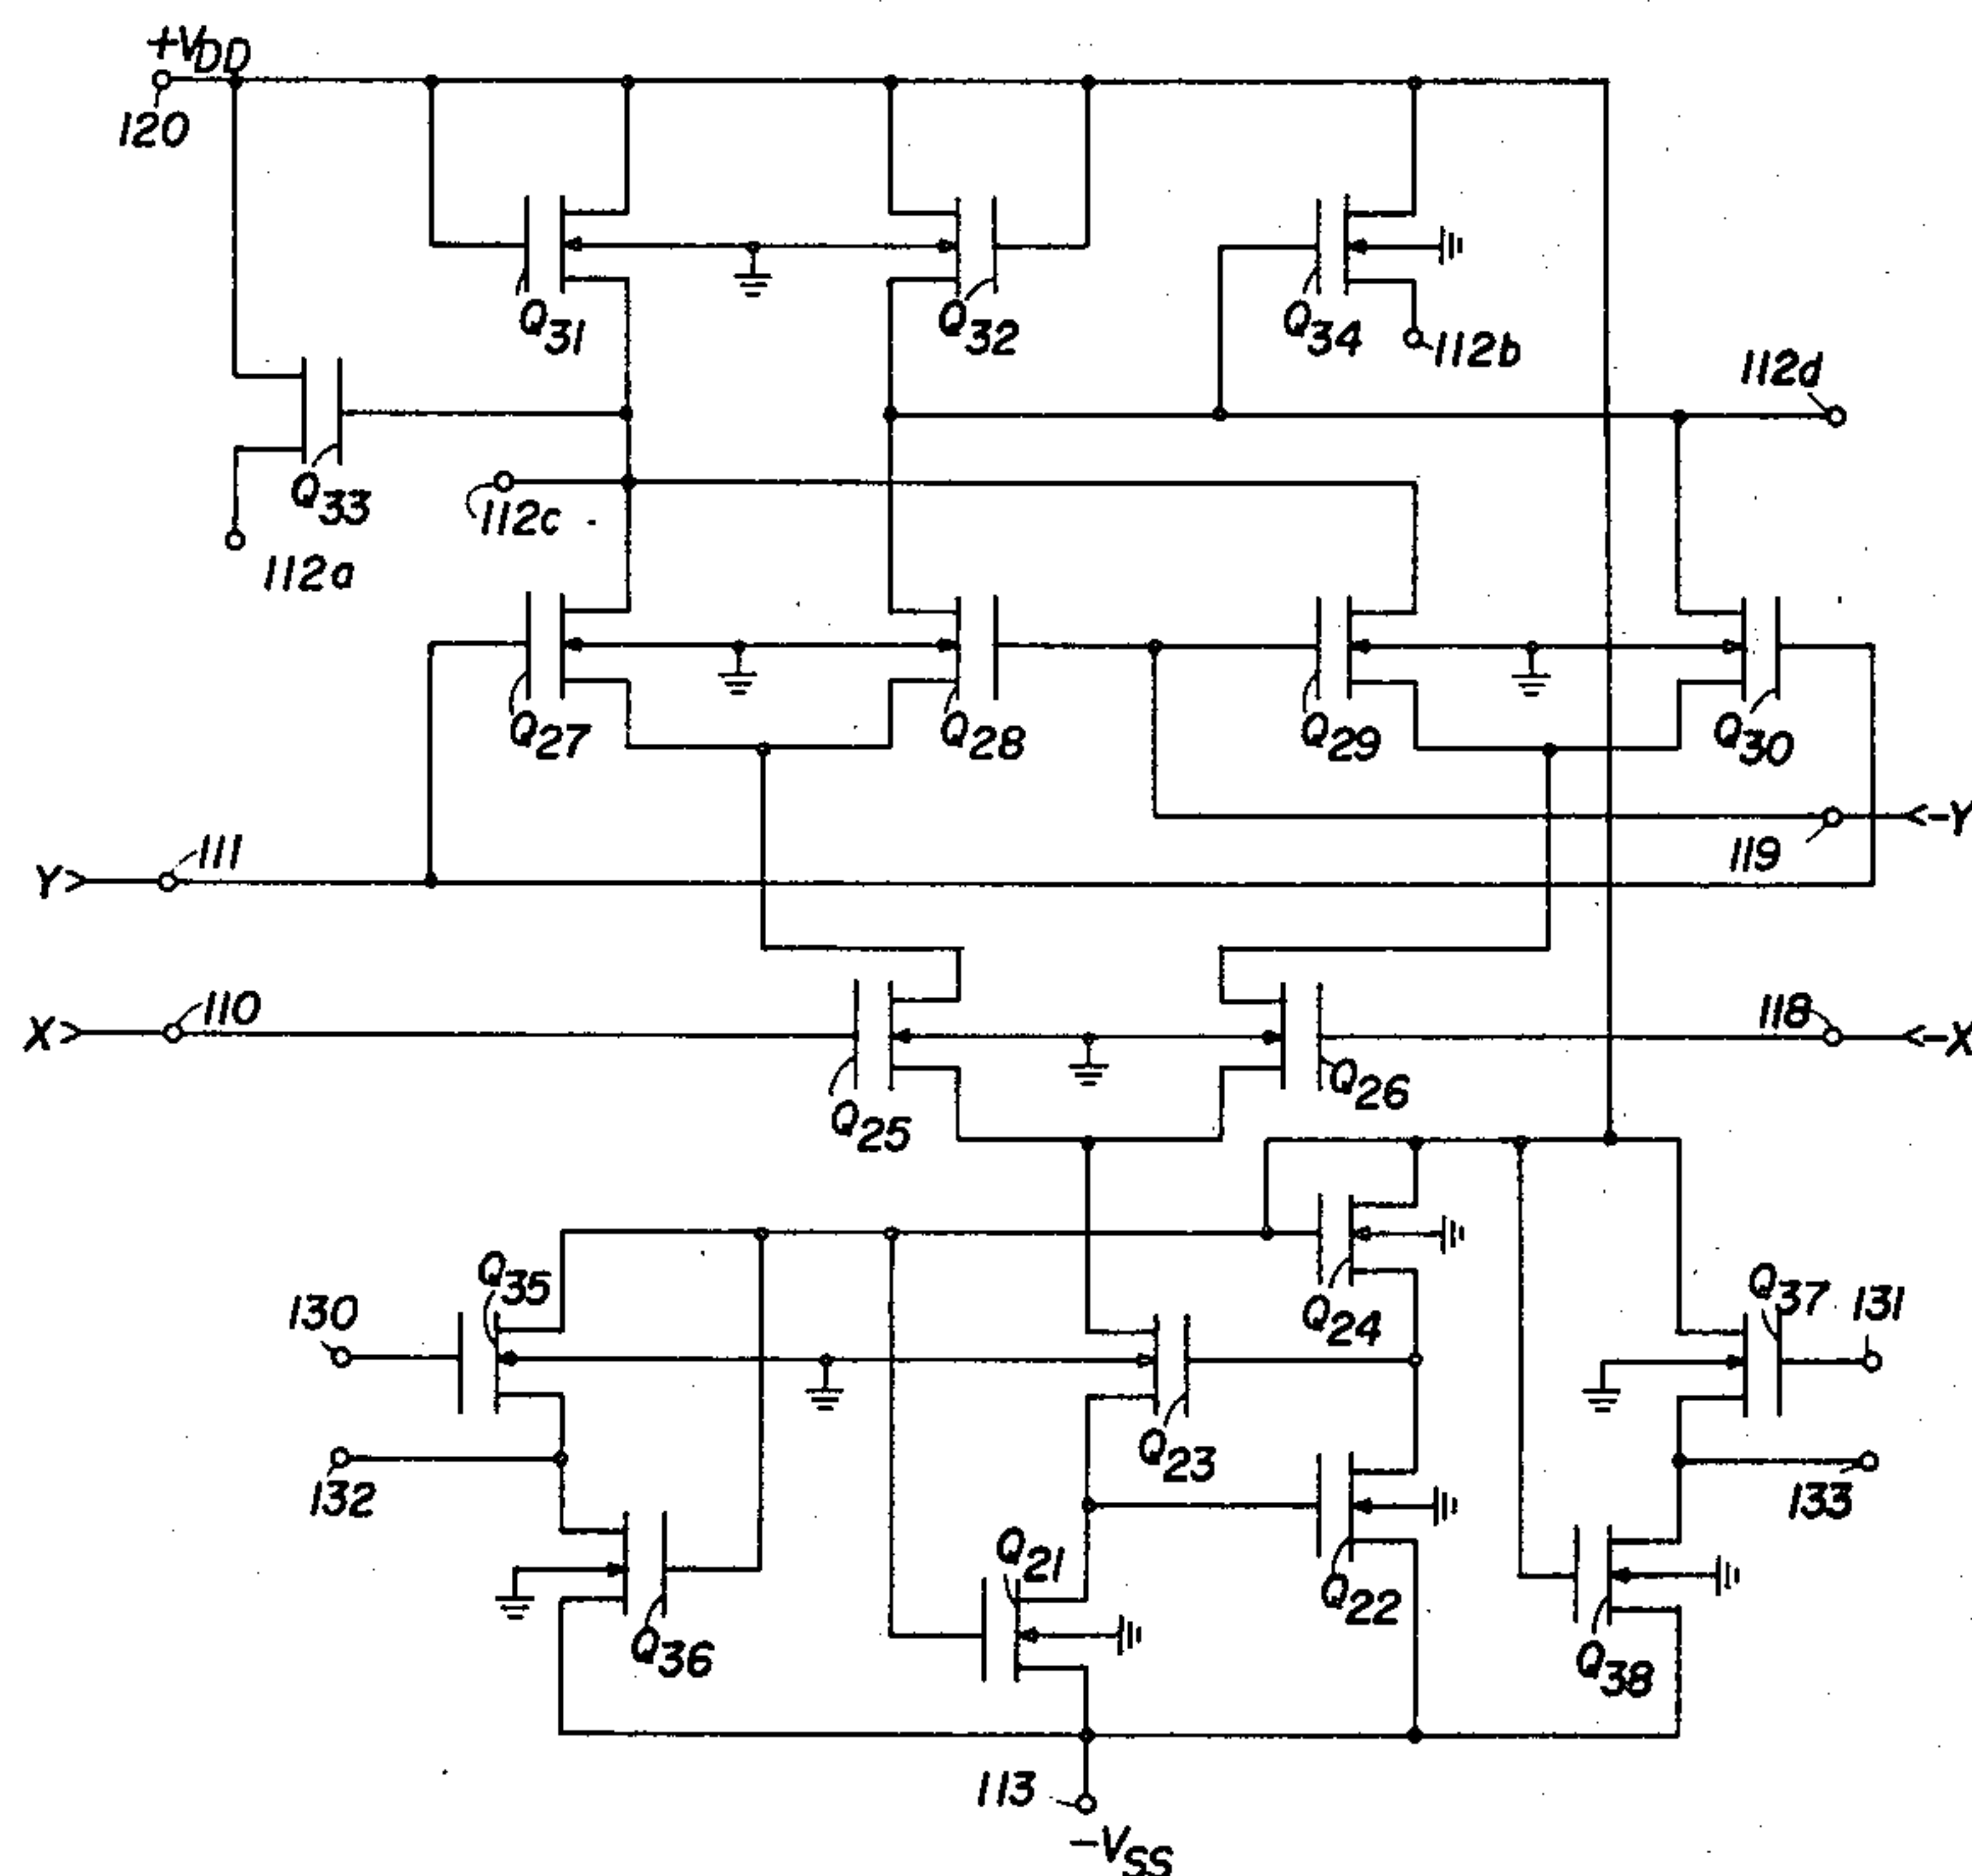 +VDD
120
Q31
Q32
Q34
112b
112d
Q33
112c
112a
Q27
Q28
Q29
Q30
-Y
119
Y
111
X
110
118
-X
Q25
Q26
Q35
130
Q24
Q37
131
Q23
132
133
Q21
Q22
Q36
Q38
113
-VSS